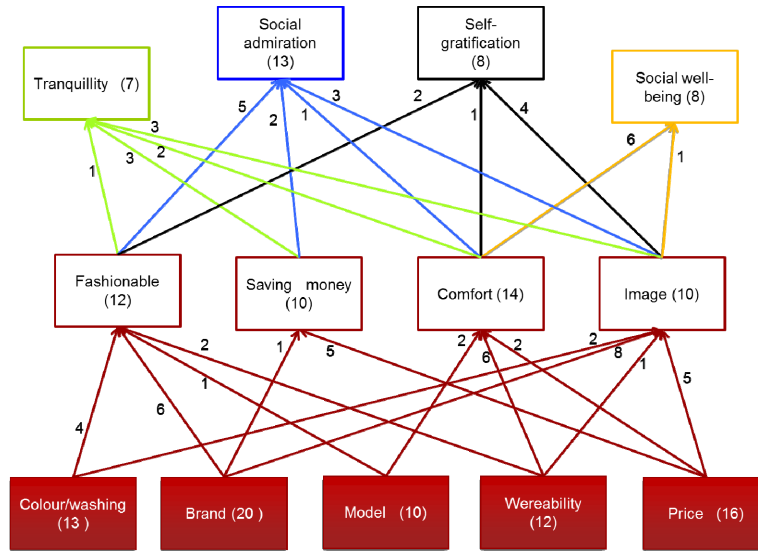 Social
admiration
(13)
Self-
gratification
(8)
Tranquillity (7)
Social well-
being (8)
5
2
1
3
2
1
4
6
1
3
3
2
1
Fashionable
(12)
Saving money
(10)
Comfort (14)
Image (10)
2
1
5
2
6
2
2
8
1
5
1
6
4
Colour/washing
(13 )
Brand (20 )
Model (10)
Wereability
(12)
Price (16)